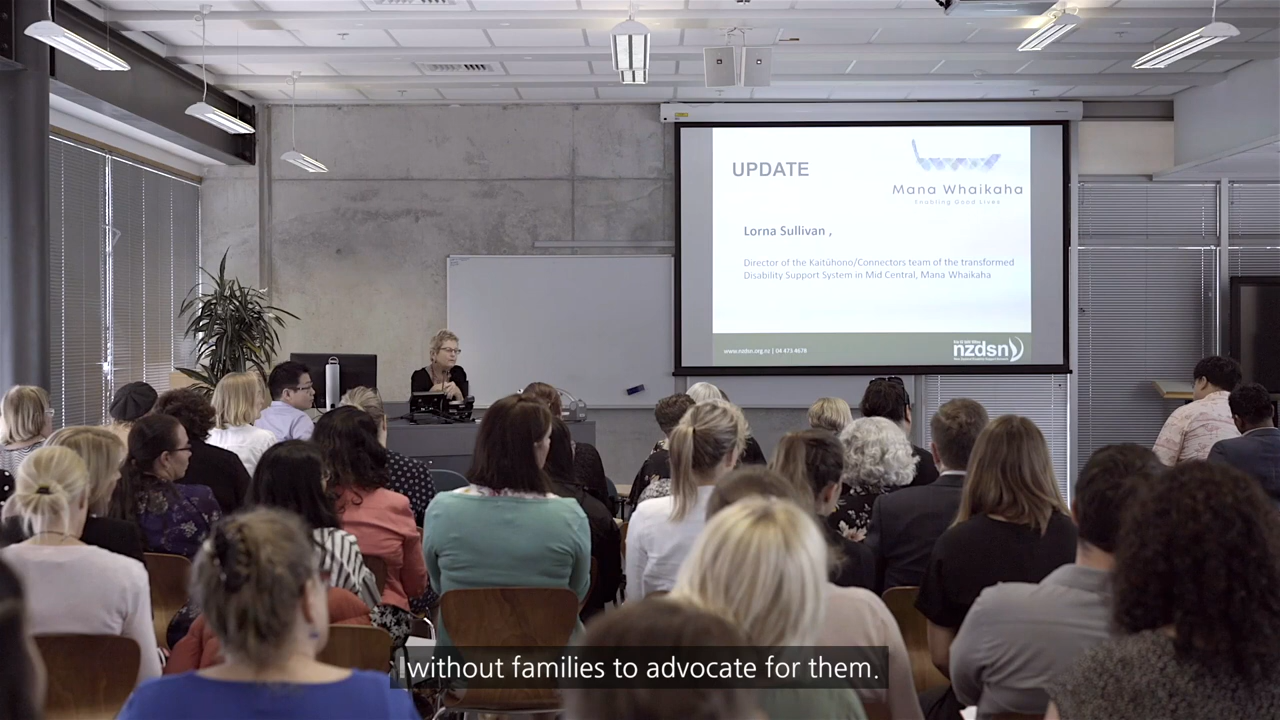 UPDATE
Mana Whaikaha
Enabling Good Lives
Lorna Sullivan ,
Director of the Kaitūhono/Connectors team of the transformed
Disability Support System in Mid Central, Mana Whaikaha
www.nzdsn.org.nz | 04 473 4678
nzdsn
without families to advocate for them.